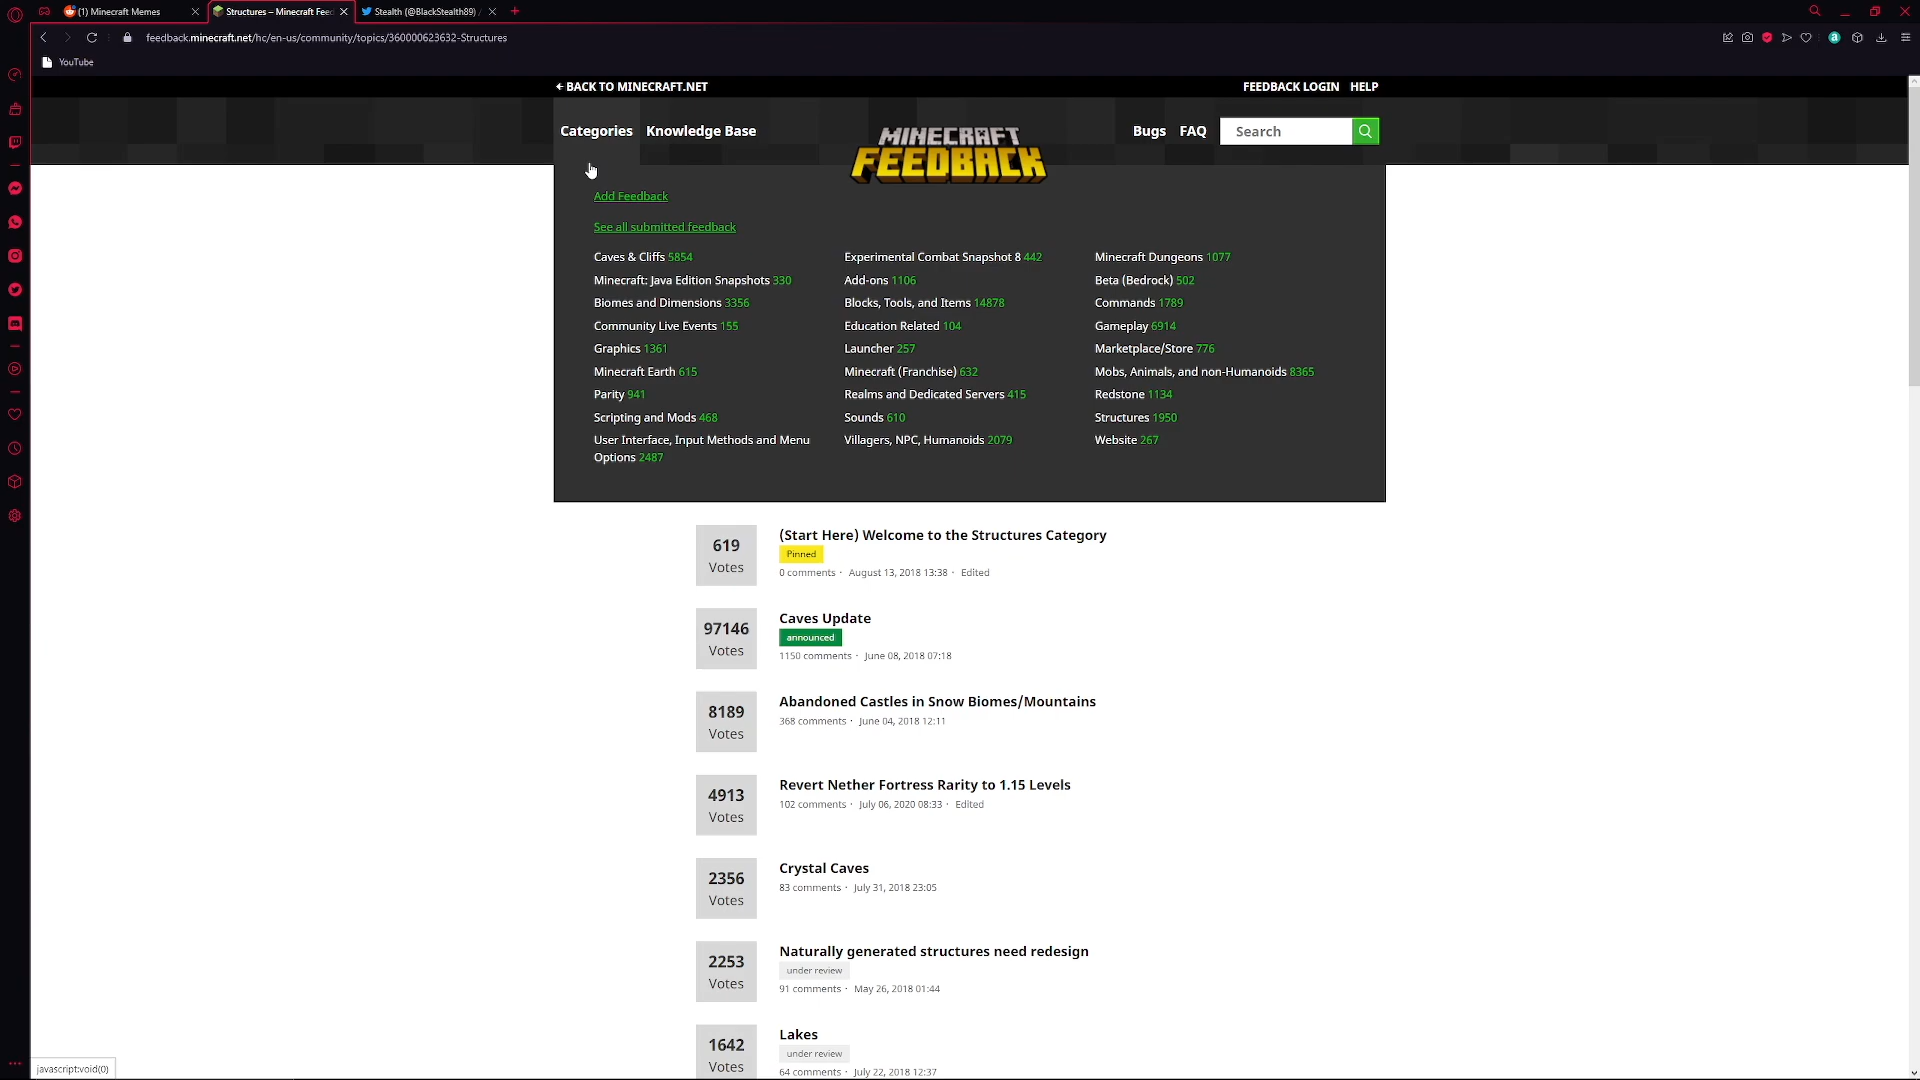 (1) Minecraft Memes
Structures – Minecraft Fee
Stealth (@BlackStealth89)
feedback.minecraft.net/hc/en-us/community/topics/360000623632-Structures
YouTube
BACK TO MINECRAFT.NET
FEEDBACK LOGIN HELP
Categories Knowledge Base
MINECRAFT
FEEDBACK
Bugs FAQ Search
Add Feedback
See all submitted feedback
Caves & Cliffs 5854
Experimental Combat Snapshot 8 442
Minecraft Dungeons 1077
Minecraft: Java Edition Snapshots 330
Add-ons 1106
Beta (Bedrock) 502
Biomes and Dimensions 3356
Blocks, Tools, and Items 14878
Commands 1789
Community Live Events 155
Education Related 104
Gameplay 6914
Graphics 1361
Launcher 257
Marketplace/Store 776
Minecraft Earth 615
Minecraft (Franchise) 632
Mobs, Animals, and non-Humanoids 8365
Parity 941
Realms and Dedicated Servers 415
Redstone 1134
Scripting and Mods 468
Sounds 610
Structures 1950
User Interface, Input Methods and Menu
Options 2487
Villagers, NPC, Humanoids 2079
Website 267
619
Votes
(Start Here) Welcome to the Structures Category
Pinned
0 comments · August 13, 2018 13:38 · Edited
97146
Votes
Caves Update
announced
1150 comments · June 08, 2018 07:18
8189
Votes
Abandoned Castles in Snow Biomes/Mountains
368 comments · June 04, 2018 12:11
4913
Votes
Revert Nether Fortress Rarity to 1.15 Levels
102 comments · July 06, 2020 08:33 · Edited
2356
Votes
Crystal Caves
83 comments · July 31, 2018 23:05
2253
Votes
Naturally generated structures need redesign
under review
91 comments · May 26, 2018 01:44
1642
Votes
Lakes
under review
64 comments · July 22, 2018 12:37
javascript:void(0)